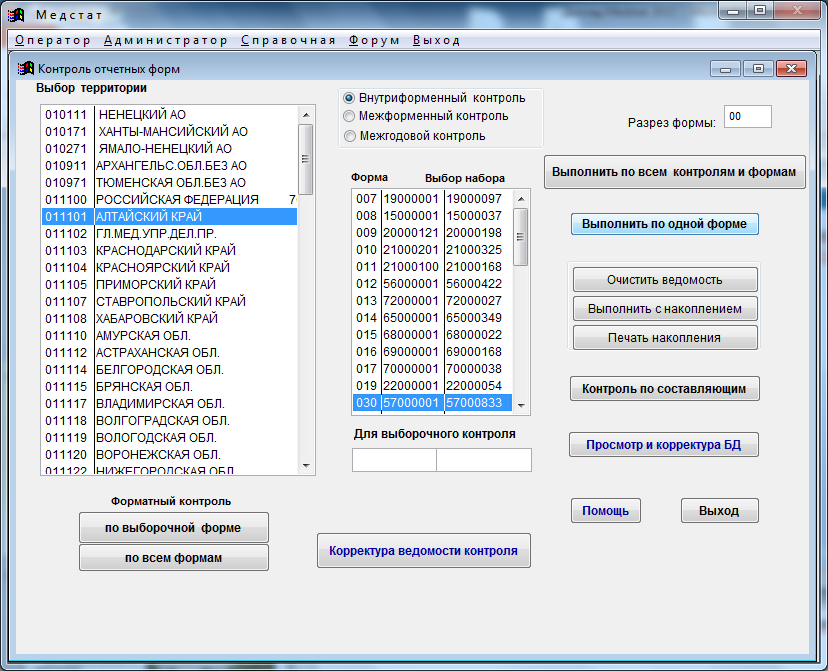 Медстат
Оператор Администратор Справочная Форум Выход
Контроль отчетных форм
Выбор территории
010111 НЕНЕЦКИЙ АО
010171 ХАНТЫ-МАНСИЙСКИЙ АО
010271 ЯМАЛО-НЕНЕЦКИЙ АО
010911 АРХАНГЕЛЬС.ОБЛ.БЕЗ АО
010971 ТЮМЕНСКАЯ ОБЛ.БЕЗ АО
011100 РОССИЙСКАЯ ФЕДЕРАЦИЯ
011101 АЛТАЙСКИЙ КРАЙ
011102 ГЛ.МЕД.УПР.ДЕЛ.ПР.
011103 КРАСНОДАРСКИЙ КРАЙ
011104 КРАСНОЯРСКИЙ КРАЙ
011105 ПРИМОРСКИЙ КРАЙ
011107 СТАВРОПОЛЬСКИЙ КРАЙ
011108 ХАБАРОВСКИЙ КРАЙ
011110 АМУРСКАЯ ОБЛ.
011112 АСТРАХАНСКАЯ ОБЛ.
011114 БЕЛГОРОДСКАЯ ОБЛ.
011115 БРЯНСКАЯ ОБЛ.
011117 ВЛАДИМИРСКАЯ ОБЛ.
011118 ВОЛГОГРАДСКАЯ ОБЛ.
011119 ВОЛОГОДСКАЯ ОБЛ.
011120 ВОРОНЕЖСКАЯ ОБЛ.
011122 НИЖЕГОРОДСКАЯ ОБЛ
Форматный контроль
по выборочной форме
по всем формам
Внутриформенный контроль
Межформенный контроль
Межгодовой контроль
Форма Выбор набора
007 19000001 19000097
008 15000001 15000037
009 20000121 20000198
010 21000201 21000325
011 21000100 21000168
012 56000001 56000422
013 72000001 72000027
014 65000001 65000349
015 68000001 68000022
016 69000001 69000168
017 70000001 70000038
019 22000001 22000054
030 57000001 57000833
Для выборочного контроля
Корректура ведомости контроля
Разрез формы: 00
Выполнить по всем контролям и формам
Выполнить по одной форме
Очистить ведомость
Выполнить с накоплением
Печать накопления
Контроль по составляющим
Просмотр и корректура БД
Помощь Выход